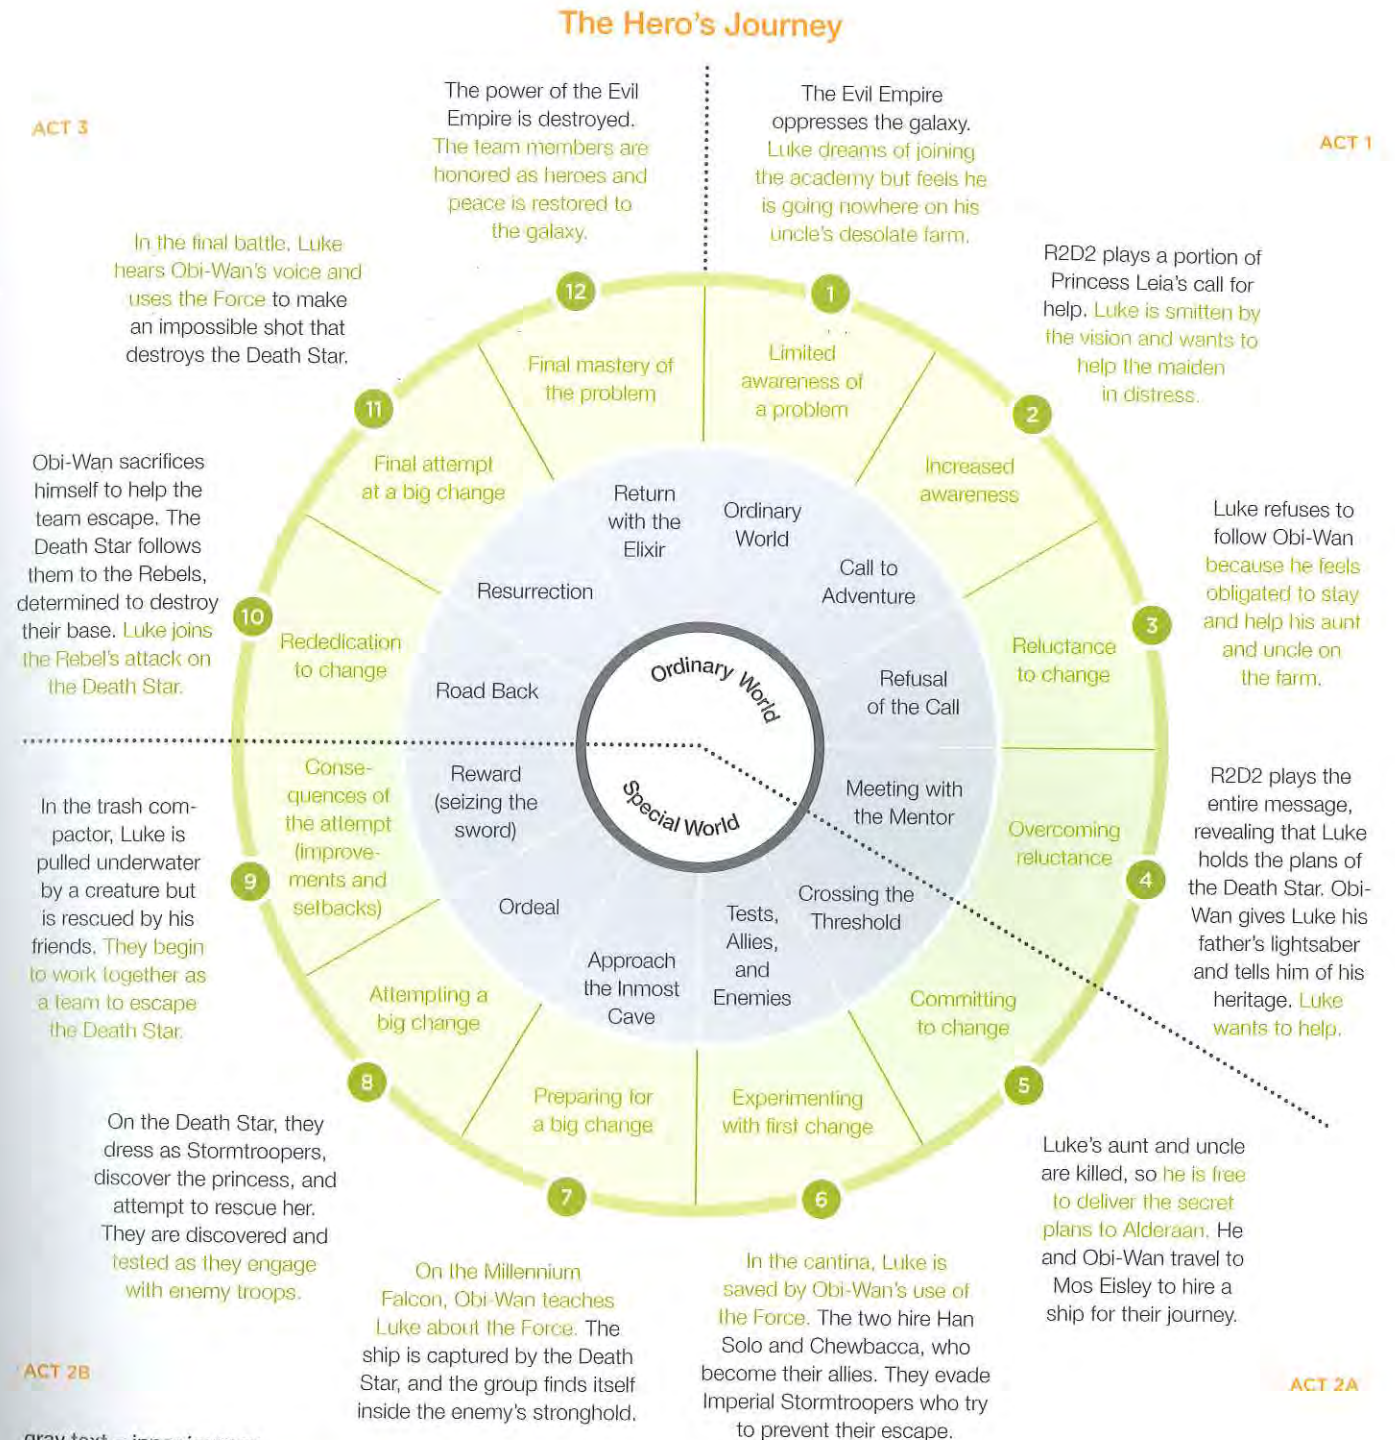 The Hero's Journey
ACT 3
ACT 1
The power of the Evil
Empire is destroyed.
The team members are
honored as heroes and
peace is restored to
the galaxy.
The Evil Empire
oppresses the galaxy.
Luke dreams of joining
the academy but feels he
is going nowhere on his
uncle's desolate farm.
In the final battle, Luke
hears Obi-Wan's voice and
uses the Force to make
an impossible shot that
destroys the Death Star.
R2D2 plays a portion of
Princess Leia's call for
help. Luke is smitten by
the vision and wants to
help the maiden
in distress.
12
1
Final mastery of
the problem
Limited
awareness of
a problem
11
2
Final attempt
at a big change
Increased
awareness
Obi-Wan sacrifices
himself to help the
team escape. The
Death Star follows
them to the Rebels,
determined to destroy
their base. Luke joins
the Rebel's attack on
the Death Star.
Return
with the
Elixir
Ordinary
World
Luke refuses to
follow Obi-Wan
because he feels
obligated to stay
and help his aunt
and uncle on
the farm.
Resurrection
Call to
Adventure
10
3
Rededication
to change
Reluctance
to change
Road Back
Ordinary World
Refusal
of the Call
Conse-
quences of
the attempt
(improve-
ments and
setbacks)
Reward
(seizing the
sword)
Special World
Meeting with
the Mentor
Overcoming
reluctance
R2D2 plays the
entire message,
revealing that Luke
holds the plans of
the Death Star. Obi-
Wan gives Luke his
father's lightsaber
and tells him of his
heritage. Luke
wants to help.
In the trash com-
pactor, Luke is
pulled underwater
by a creature but
is rescued by his
friends. They begin
to work together as
a team to escape
the Death Star.
9
4
Ordeal
Approach
the Inmost
Cave
Tests,
Allies,
and
Enemies
Crossing the
Threshold
Attempting a
big change
Committing
to change
8
5
Preparing for
a big change
Experimenting
with first change
7
6
On the Death Star, they
dress as Stormtroopers,
discover the princess, and
attempt to rescue her.
They are discovered and
tested as they engage
with enemy troops.
Luke's aunt and uncle
are killed, so he is free
to deliver the secret
plans to Alderaan. He
and Obi-Wan travel to
Mos Eisley to hire a
ship for their journey.
On the Millennium
Falcon, Obi-Wan teaches
Luke about the Force. The
ship is captured by the Death
Star, and the group finds itself
inside the enemy's stronghold.
In the cantina, Luke is
saved by Obi-Wan's use of
the Force. The two hire Han
Solo and Chewbacca, who
become their allies. They evade
Imperial Stormtroopers who try
to prevent their escape.
ACT 2B
ACT 2A
gray text